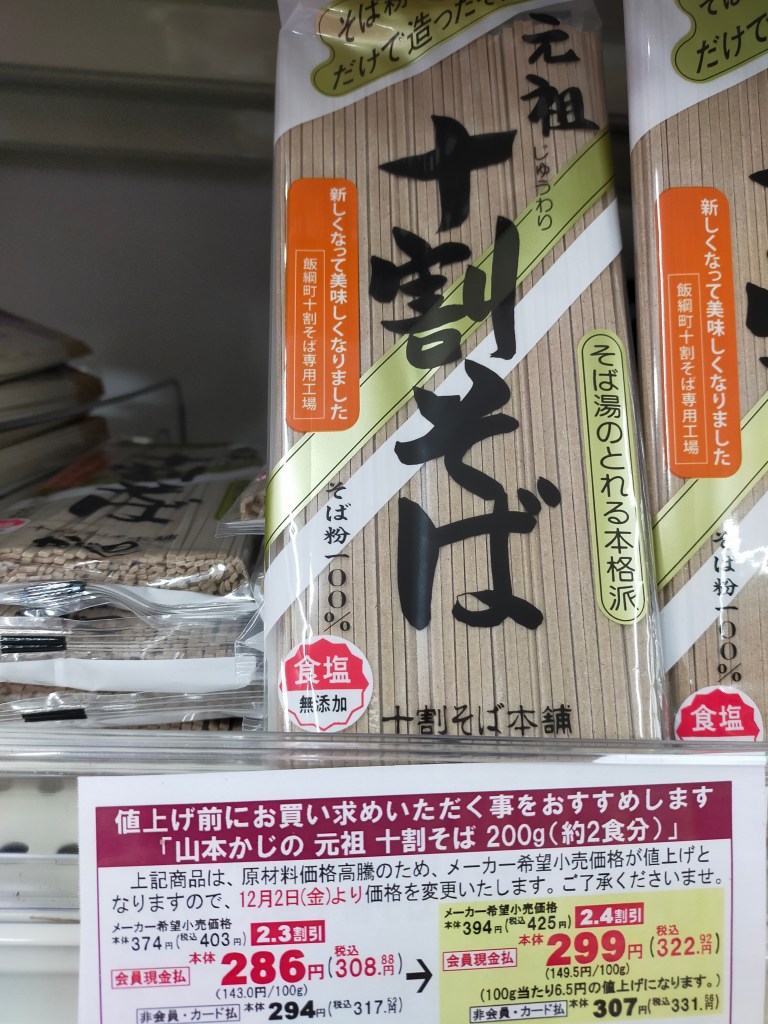 そば粉
だけで造った
元祖
十割そば
じゅうわり
新しくなって美味しくなりました
飯綱町十割そば専用工場
そば湯のとれる本格派
そば粉一〇〇%
食塩
無添加
十割そば本舗
だけで
新しくなって美味しくなりました
飯綱町十割そば専用工場
そば粉一〇〇%
食塩
値上げ前にお買い求めいただく事をおすすめします
「山本かじの 元祖 十割そば 200g(約2食分)」
上記商品は、原材料価格高騰のため、メーカー希望小売価格が値上げと
なりますので、12月2日(金)より価格を変更いたします。ご了承くださいませ。
メーカー希望小売価格
本体374円(税込403円) 2.3割引
会員現金払 本体286円(税込308.88円)
(143.0円/100g)
非会員・カード払 本体294円(税込317.52円)
→
メーカー希望小売価格
本体394円(税込425円) 2.4割引
会員現金払 本体299円(税込322.92円)
(149.5円/100g)
(100g当たり6.5円の値上げになります。)
非会員・カード払 本体307円(税込331.56円)